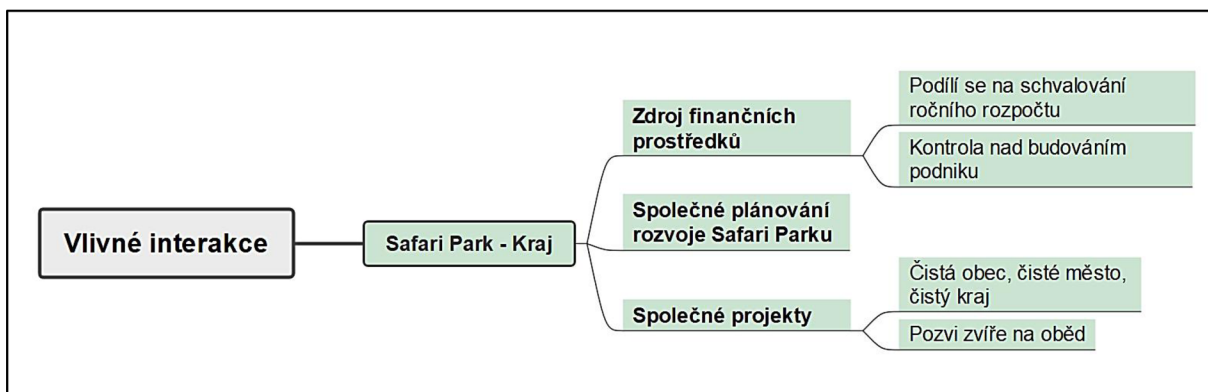 Vlivné interakce
Safari Park - Kraj
Zdroj finančních
prostředků
Podílí se na schvalování
ročního rozpočtu
Kontrola nad budováním
podniku
Společné plánování
rozvoje Safari Parku
Společné projekty
Čistá obec, čisté město,
čistý kraj
Pozvi zvíře na oběd